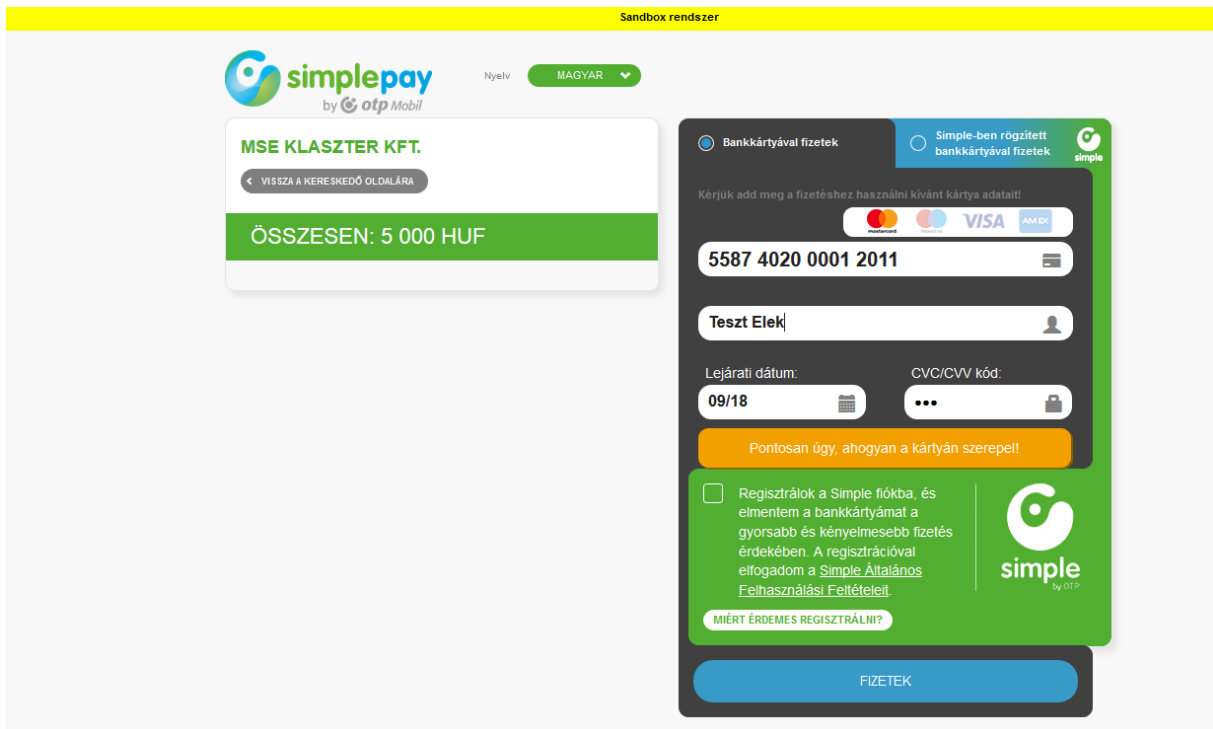 Sandbox rendszer
simplepay
by otp Mobil
Nyelv
MAGYAR
MSE KLASZTER KFT.
VISSZA A KERESKEDŐ OLDALÁRA
ÖSSZESEN: 5 000 HUF
Bankkártyával fizetek
Simple-ben rögzített
bankkártyával fizetek
simple
Kérjük add meg a fizetéshez használni kívánt kártya adatait!
mastercard
maestro
VISA
AM EX
5587 4020 0001 2011
Teszt Elek
Lejárati dátum:
CVC/CVV kód:
09/18
•••
Pontosan úgy, ahogyan a kártyán szerepel!
Regisztrálok a Simple fiókba, és
elmentem a bankkártyámat a
gyorsabb és kényelmesebb fizetés
érdekében. A regisztrációval
elfogadom a Simple Általános
Felhasználási Feltételeit.
simple
by OTP
MIÉRT ÉRDEMES REGISZTRÁLNI?
FIZETEK